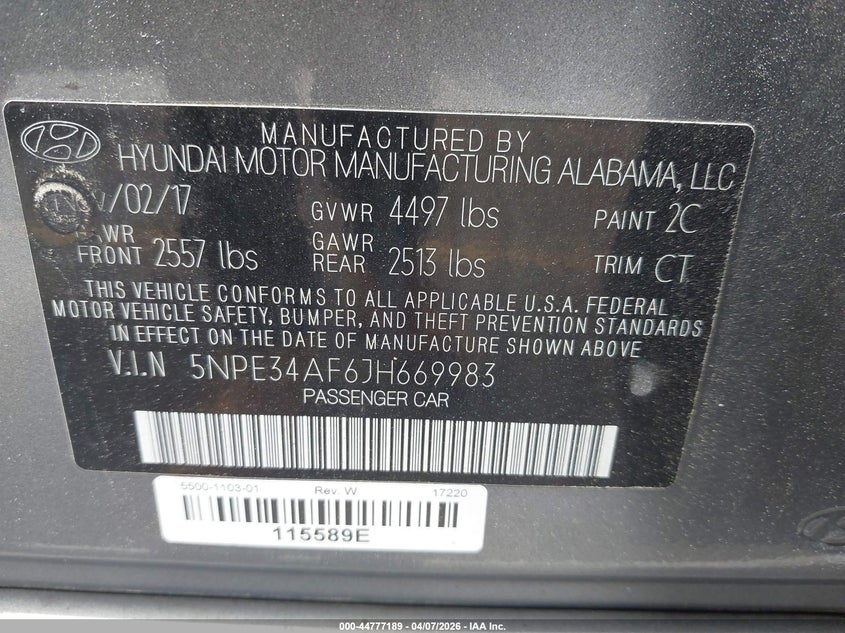 MANUFACTURED BY
HYUNDAI MOTOR MANUFACTURING ALABAMA, LLC
/02/17 GVWR 4497 lbs PAINT 2C
FRONT 2557 lbs GAWR REAR 2513 lbs TRIM CT
THIS VEHICLE CONFORMS TO ALL APPLICABLE U.S.A. FEDERAL
MOTOR VEHICLE SAFETY, BUMPER, AND THEFT PREVENTION STANDARDS
IN EFFECT ON THE DATE OF MANUFACTURE SHOWN ABOVE
V.I.N 5NPE34AF6JH669983
PASSENGER CAR
5500-1103-01 Rev. W 17220
115589E
000-44777189 - 04/07/2026 - IAA Inc.